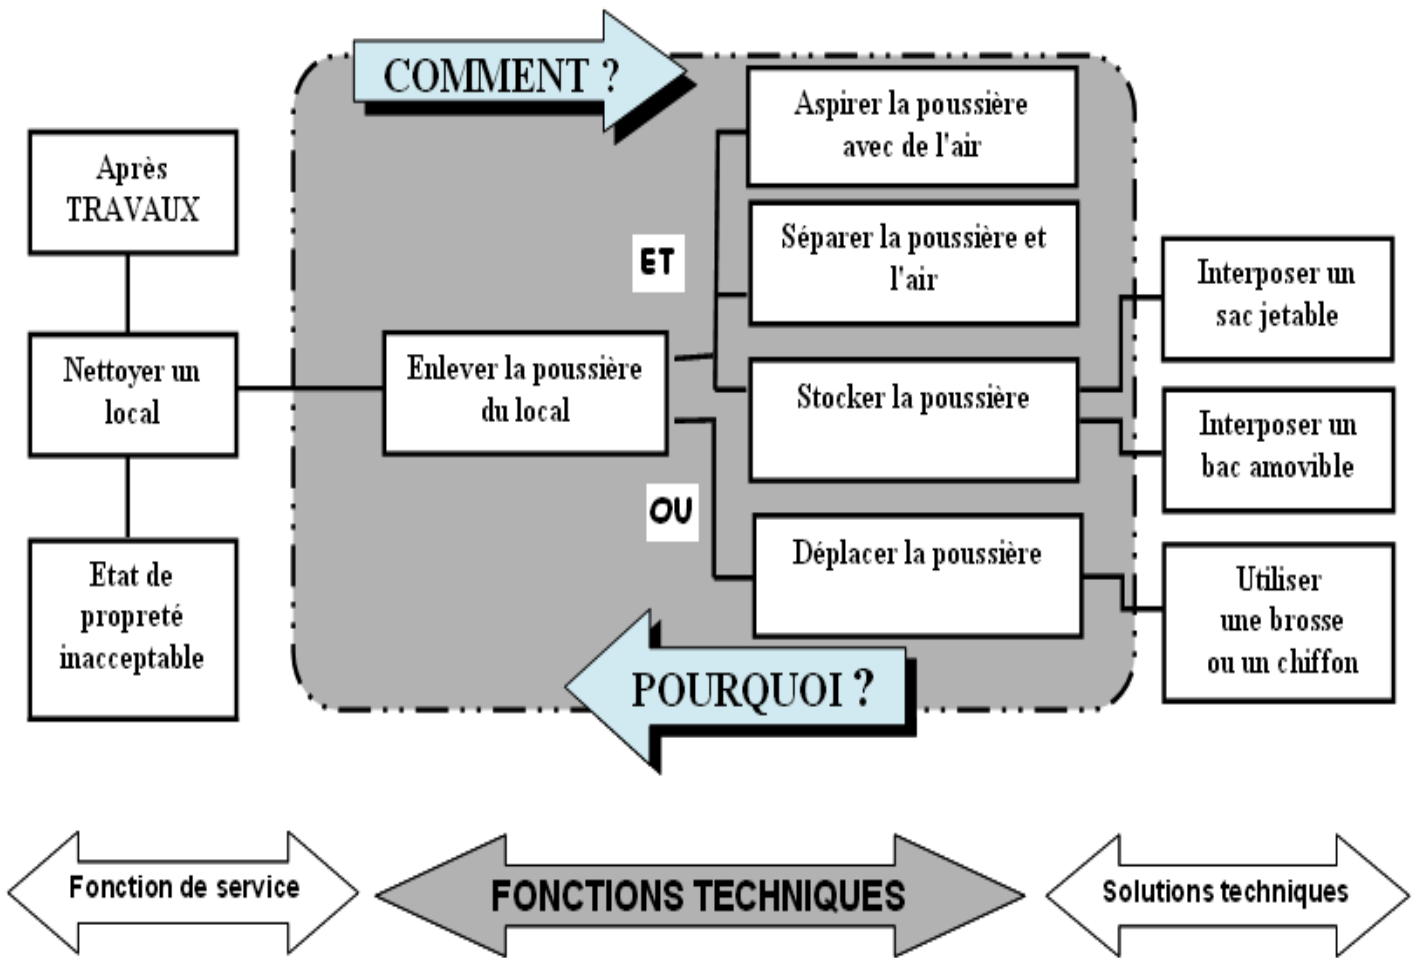 COMMENT ?
Après
TRAVAUX
Nettoyer un
local
Etat de
propreté
inacceptable
Enlever la poussière
du local
ET
OU
Aspirer la poussière
avec de l'air
Séparer la poussière et
l'air
Stocker la poussière
Déplacer la poussière
Interposer un
sac jetable
Interposer un
bac amovible
Utiliser
une brosse
ou un chiffon
POURQUOI ?
Fonction de service
FONCTIONS TECHNIQUES
Solutions techniques